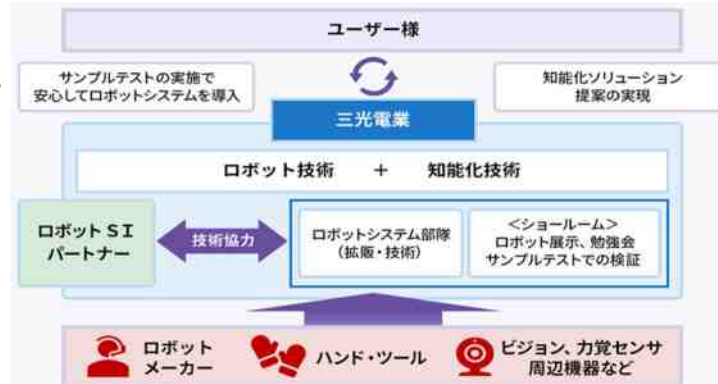 ユーザー様
サンプルテストの実施で
安心してロボットシステムを導入
知能化ソリューション
提案の実現
三光電業
ロボット技術 + 知能化技術
ロボットSI
パートナー
技術協力
ロボットシステム部隊
(拡販・技術)
<ショールーム>
ロボット展示、勉強会
サンプルテストでの検証
ロボット
メーカー
ハンド・ツール
ビジョン、力覚センサ
周辺機器など